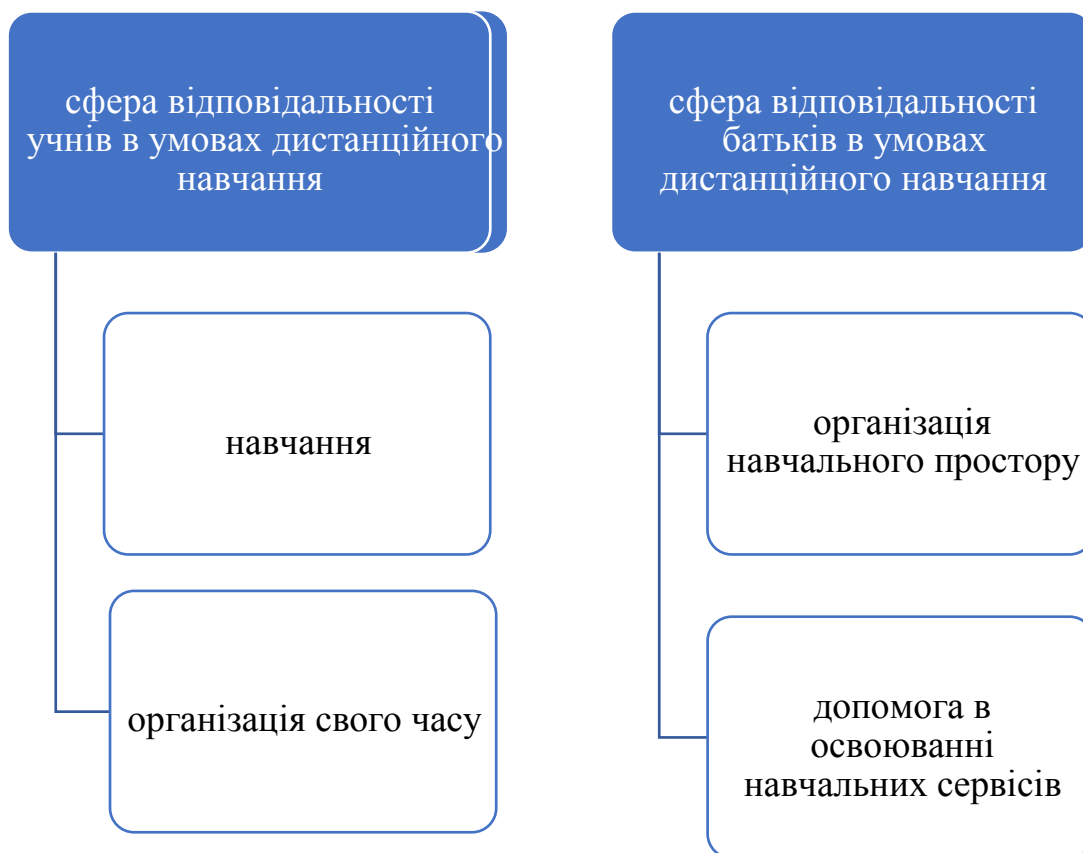 сфера відповідальності
учнів в умовах дистанційного
навчання
навчання
організація свого часу
сфера відповідальності
батьків в умовах
дистанційного навчання
організація
навчального простору
допомога в
освоюванні
навчальних сервісів